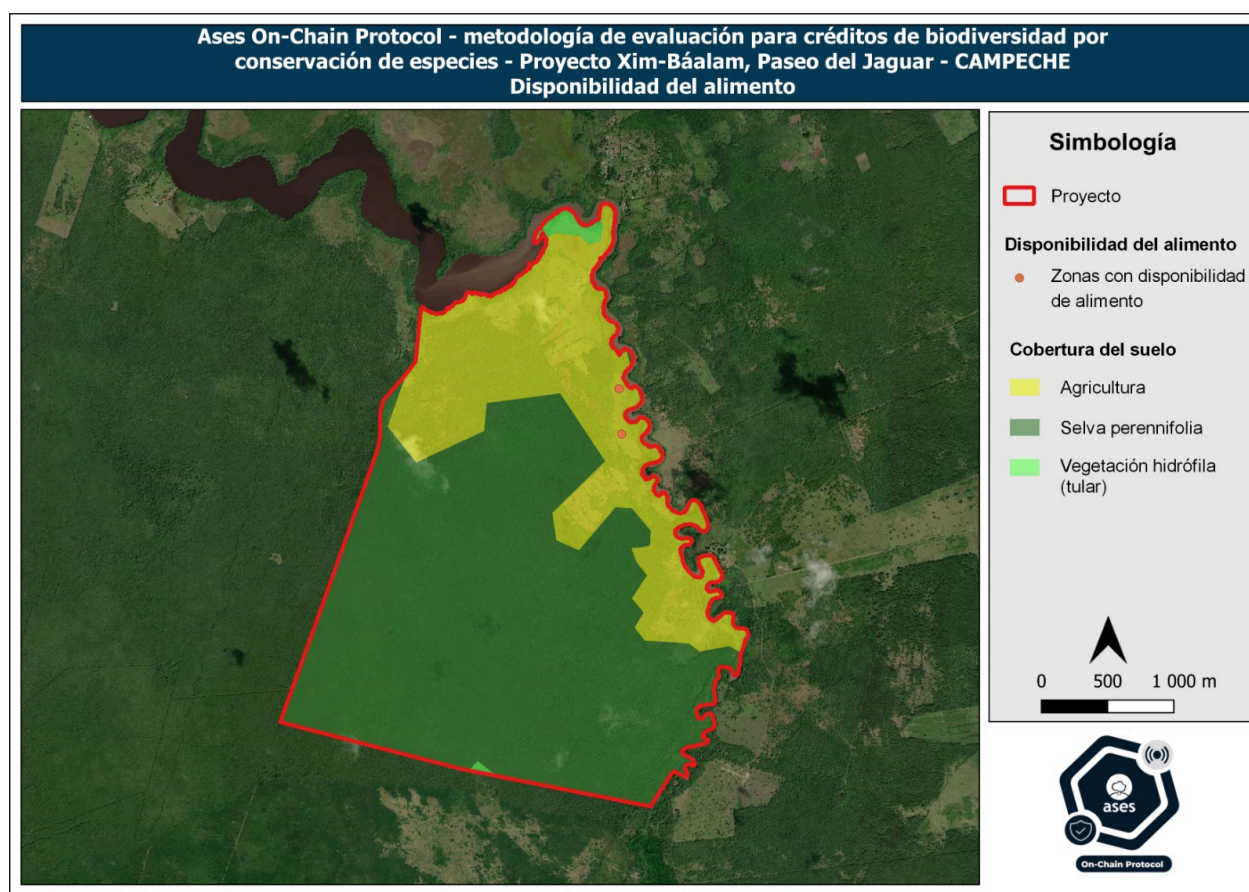 Ases On-Chain Protocol - metodología de evaluación para créditos de biodiversidad por
conservación de especies - Proyecto Xim-Báalam, Paseo del Jaguar - CAMPECHE
Disponibilidad del alimento
Simbología
Proyecto
Disponibilidad del alimento
Zonas con disponibilidad
de alimento
Cobertura del suelo
Agricultura
Selva perennifolia
Vegetación hidrófila
(tular)
0 500 1 000 m
ases
On-Chain Protocol